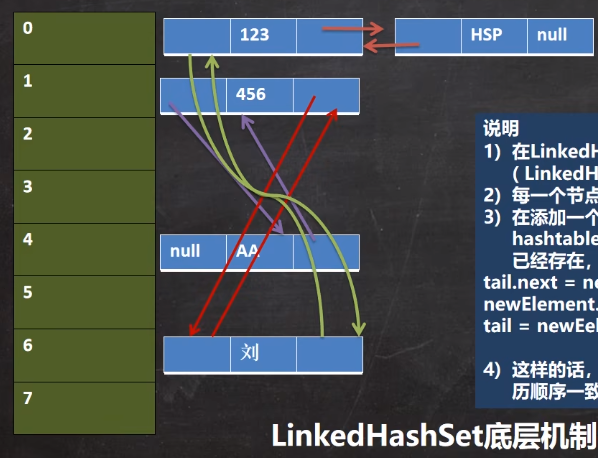 0
123
HSP
null
1
456
2
3
4
null
AA
5
6
刘
7
说明
1) 在LinkedH
( LinkedH
2) 每一个节点
3) 在添加一个
hashtable
已经存在，
tail.next = ne
newElement.
tail = newEel
4) 这样的话，
历顺序一致
LinkedHashSet底层机制